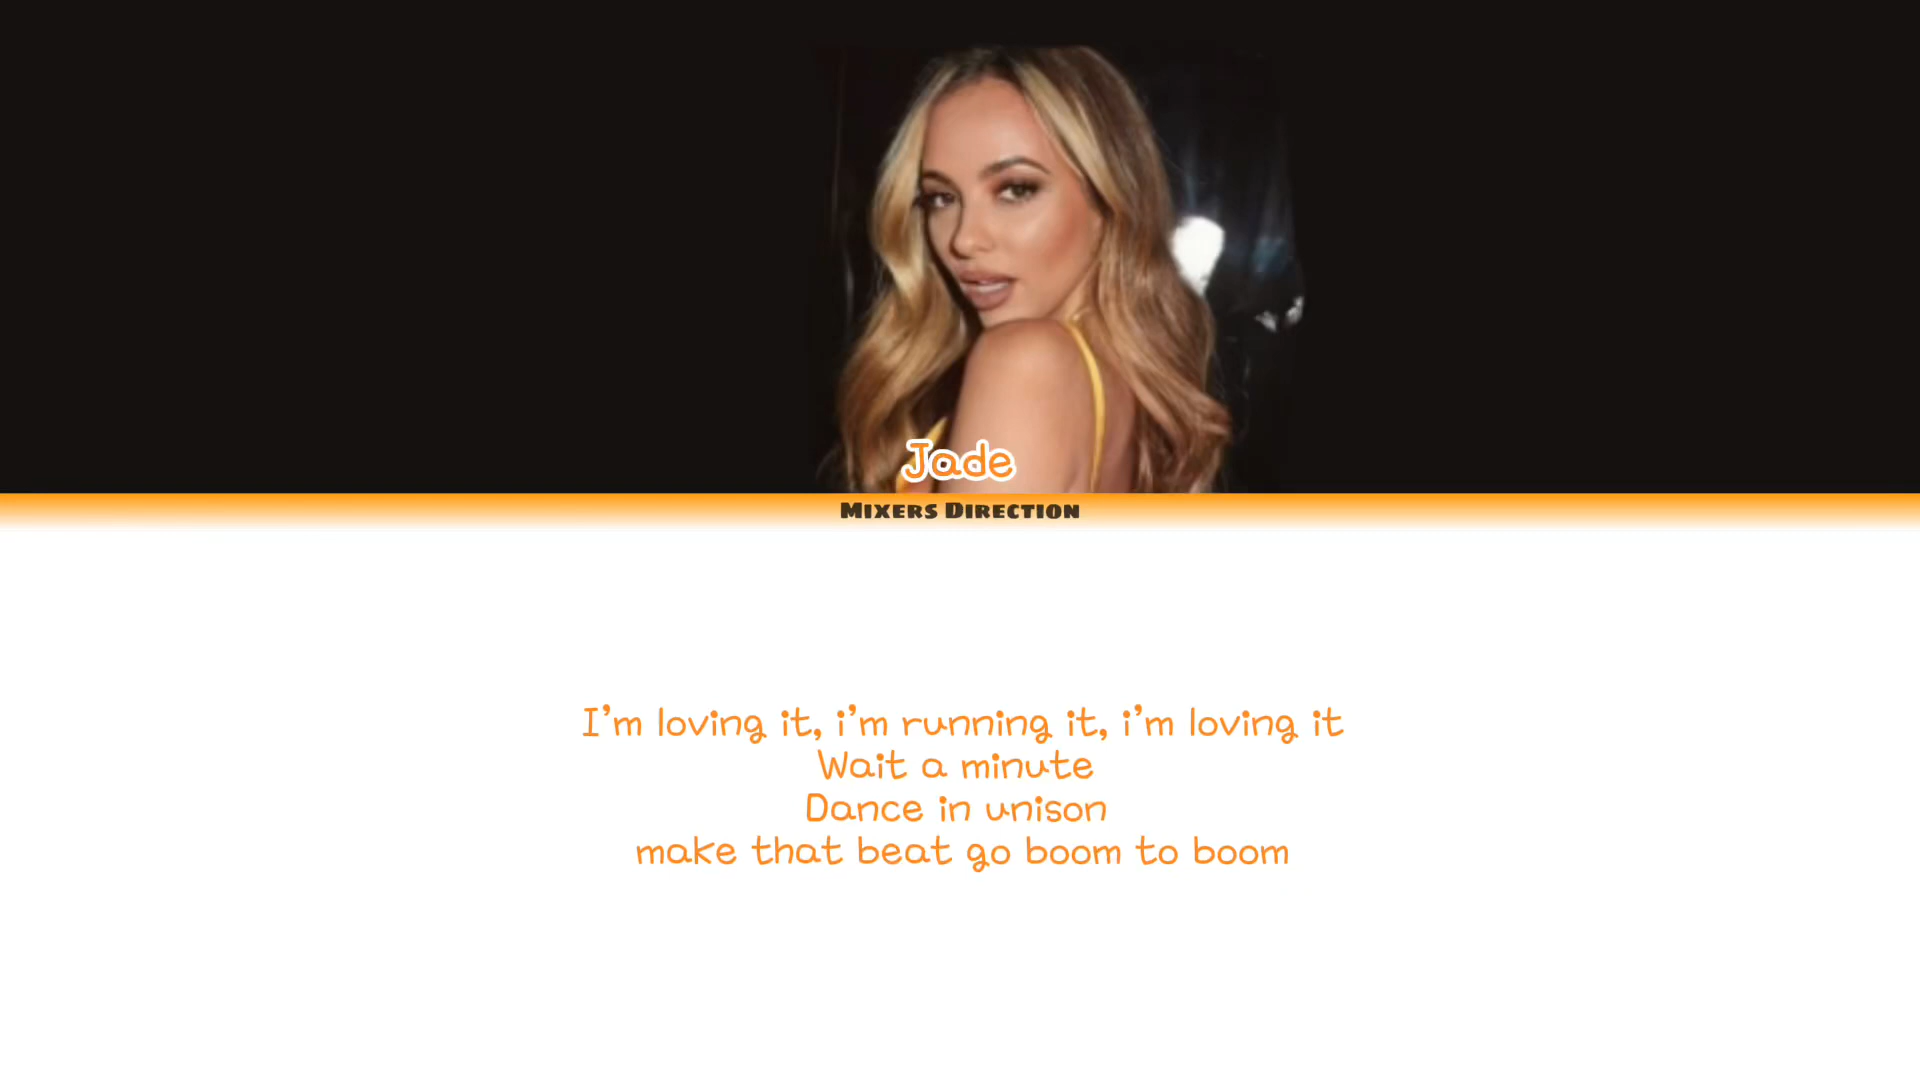 Jade
Mixers Direction
I'm loving it, i'm running it, i'm loving it
Wait a minute
Dance in unison
make that beat go boom to boom